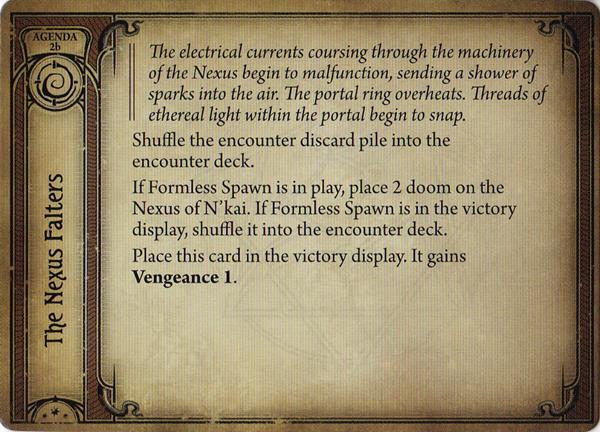 AGENDA
2b
The Nexus Falters
The electrical currents coursing through the machinery
of the Nexus begin to malfunction, sending a shower of
sparks into the air. The portal ring overheats. Threads of
ethereal light within the portal begin to snap.
Shuffle the encounter discard pile into the
encounter deck.
If Formless Spawn is in play, place 2 doom on the
Nexus of N’kai. If Formless Spawn is in the victory
display, shuffle it into the encounter deck.
Place this card in the victory display. It gains
Vengeance 1.